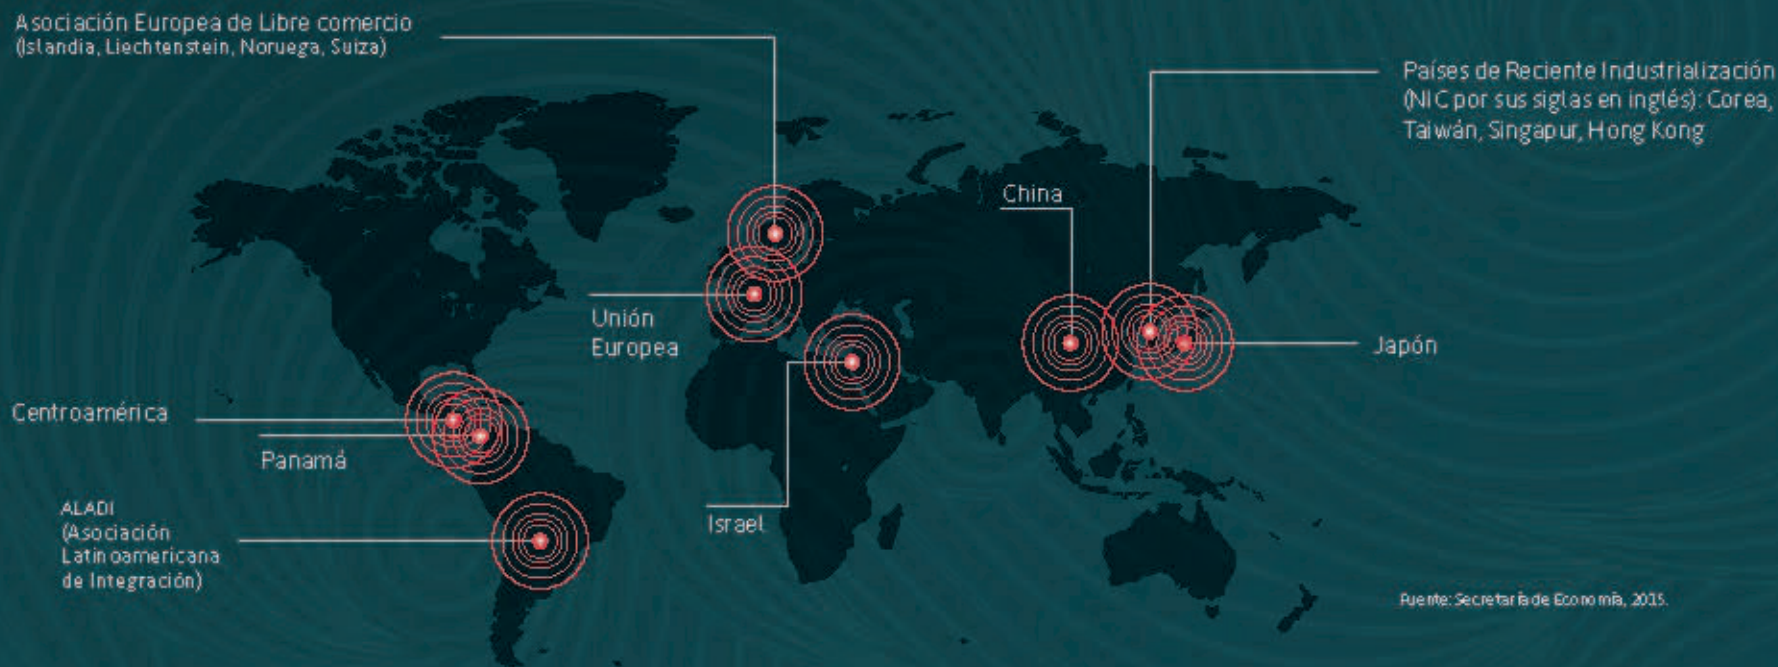 Asociación Europea de Libre comercio
(Islandia, Liechtenstein, Noruega, Suiza)
Países de Reciente Industrialización
(NIC por sus siglas en inglés): Corea,
Taiwán, Singapur, Hong Kong
China
Unión
Europea
Japón
Centroamérica
Panamá
ALADI
(Asociación
Latinoamericana
de Integración)
Israel
Fuente: Secretaría de Economía, 2015.